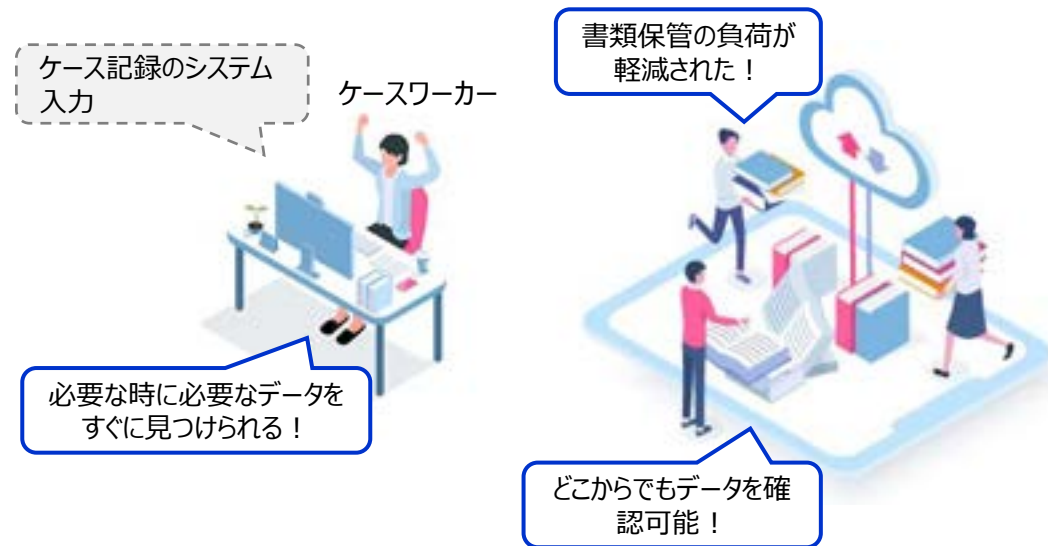 ケース記録のシステム
入力
ケースワーカー
必要な時に必要なデータを
すぐに見つけられる！
書類保管の負荷が
軽減された！
どこからでもデータを確
認可能！